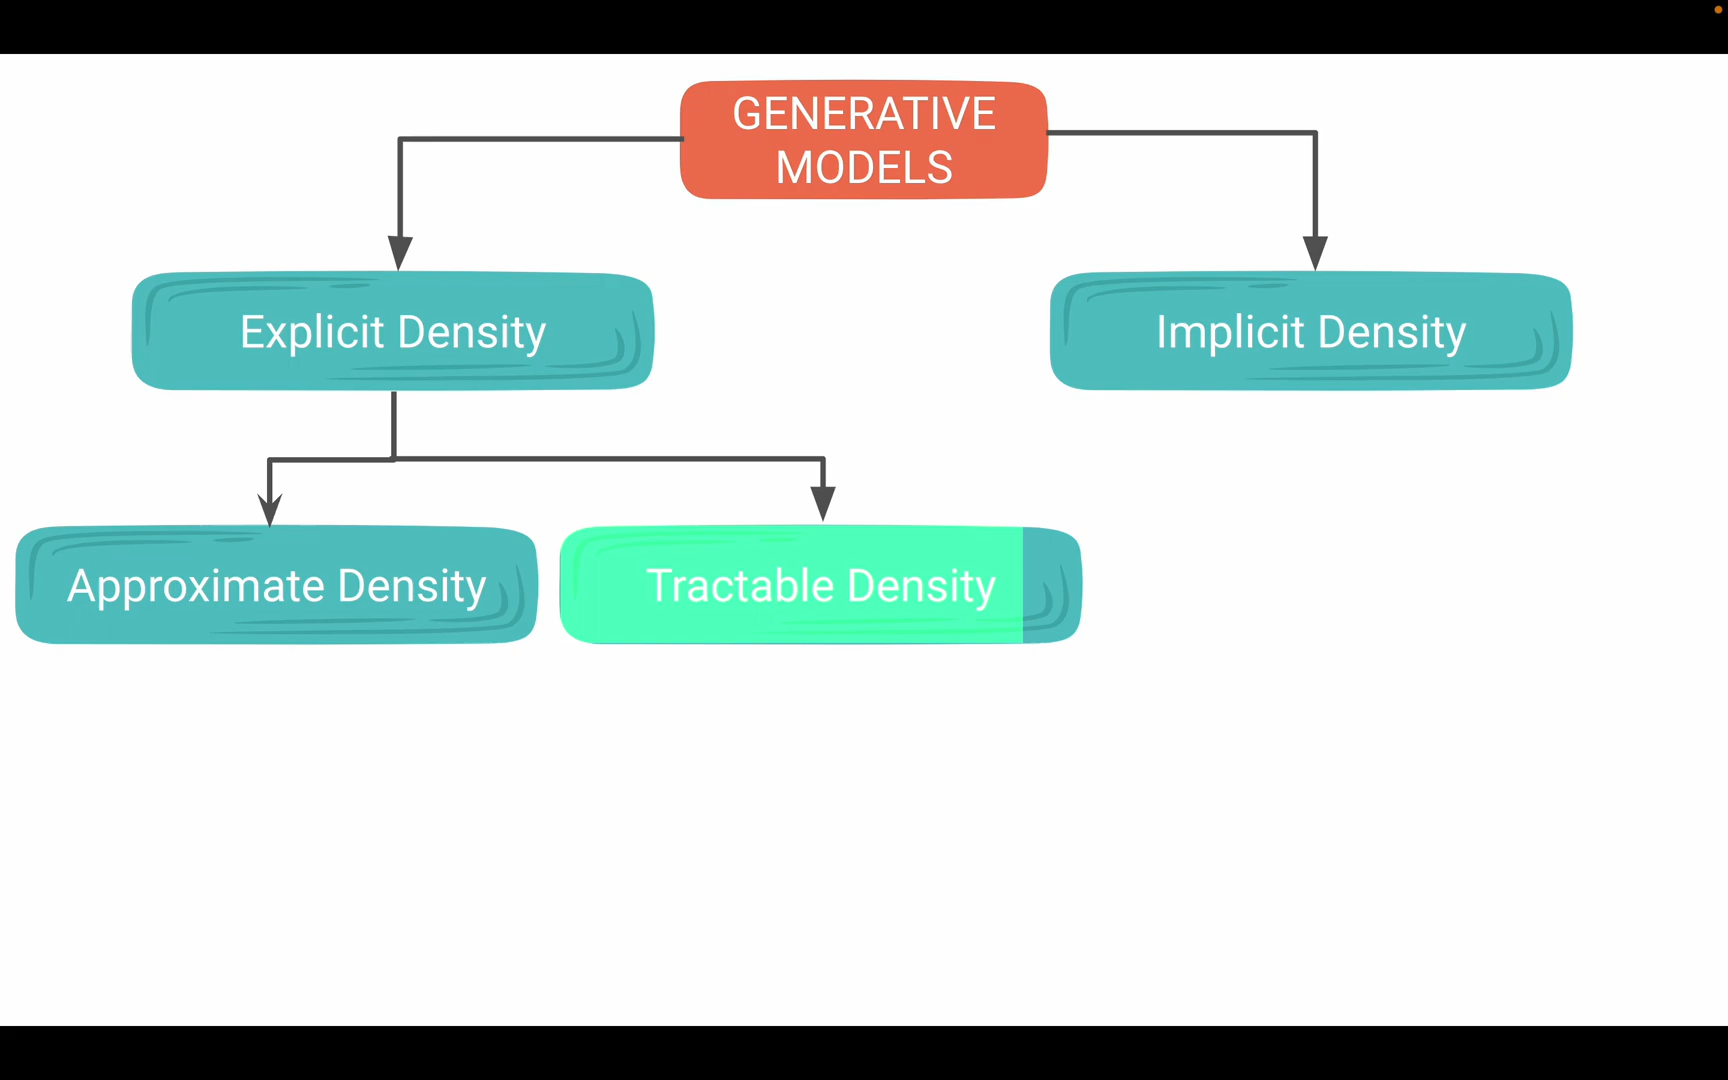 GENERATIVE
MODELS
Explicit Density
Implicit Density
Approximate Density
Tractable Density